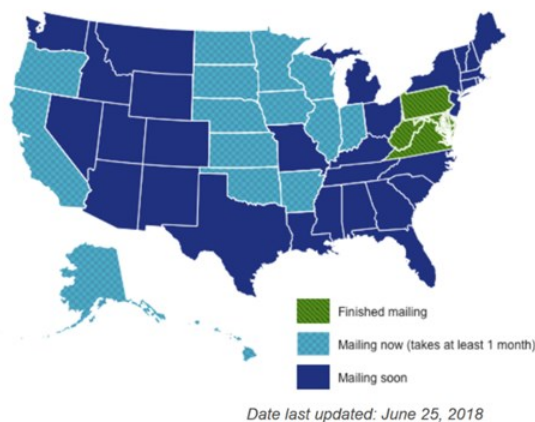 Finished mailing
Mailing now (takes at least 1 month)
Mailing soon
Date last updated: June 25, 2018